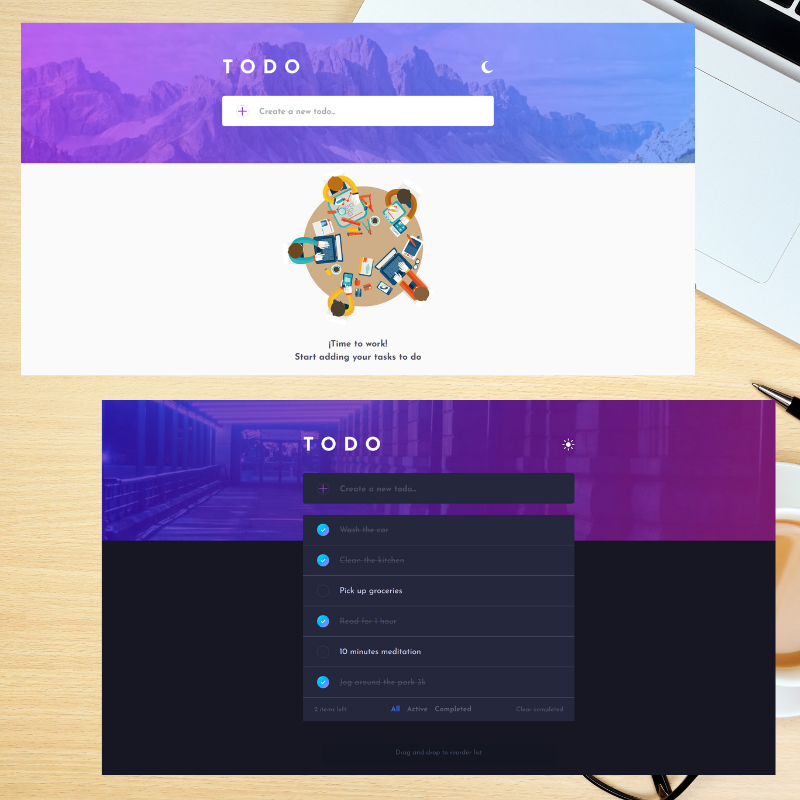 TODO
Create a new todo...
¡Time to work!
Start adding your tasks to do
TODO
Create a new todo...
Wash the car
Clean the kitchen
Pick up groceries
Read for 1 hour
10 minutes meditation
Jog around the park 3x
2 items left All Active Completed Clear completed
Drag and drop to reorder list